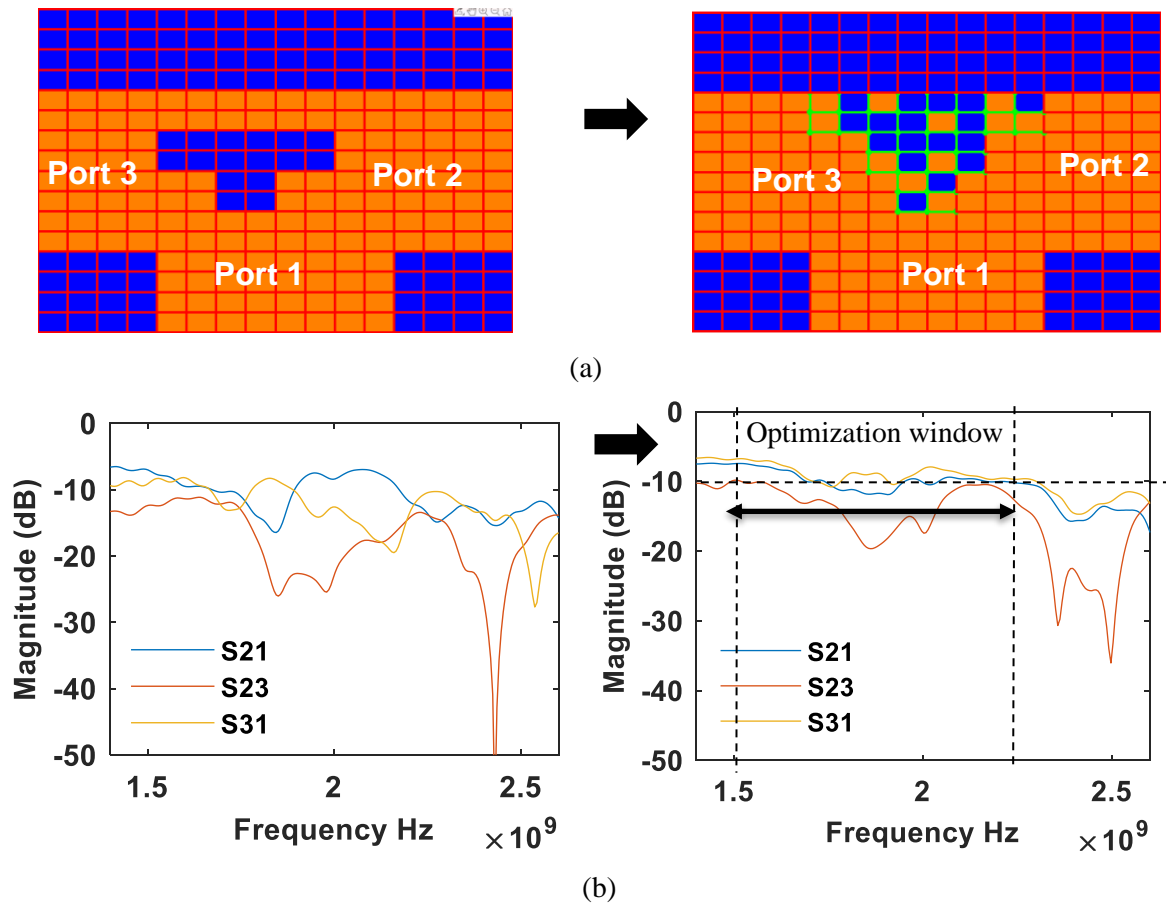 Port 3
Port 2
Port 1
Port 3
Port 2
Port 1
(a)
0
-10
-20
-30
-40
-50
Magnitude (dB)
S21
S23
S31
1.5
2
2.5
Frequency Hz
×10⁹
0
-10
-20
-30
-40
-50
Magnitude (dB)
Optimization window
S21
S23
S31
1.5
2
2.5
Frequency Hz
×10⁹
(b)